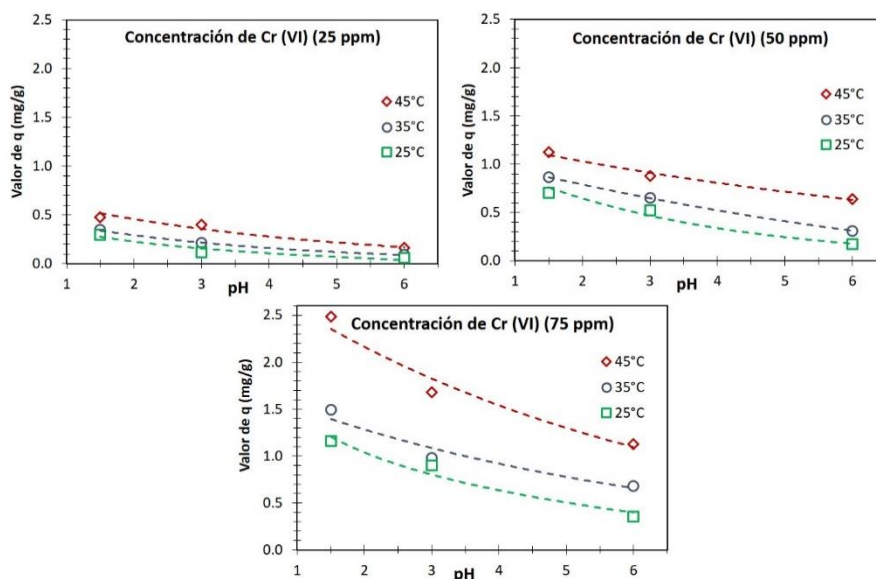 Concentración de Cr (VI) (25 ppm)
Valor de q (mg/g)
2.5
2.0
1.5
1.0
0.5
0.0
45°C
35°C
25°C
1 2 3 4 5 6
pH
Concentración de Cr (VI) (50 ppm)
Valor de q (mg/g)
2.5
2.0
1.5
1.0
0.5
0.0
45°C
35°C
25°C
1 2 3 4 5 6
pH
Concentración de Cr (VI) (75 ppm)
Valor de q (mg/g)
2.5
2.0
1.5
1.0
0.5
0.0
45°C
35°C
25°C
1 2 3 4 5 6
pH